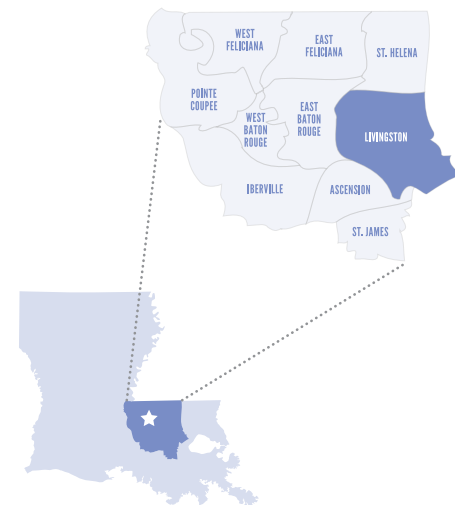 WEST
FELICIANA
EAST
FELICIANA
ST. HELENA
POINTE
COUPEE
WEST
BATON
ROUGE
EAST
BATON
ROUGE
LIVINGSTON
IBERVILLE
ASCENSION
ST. JAMES